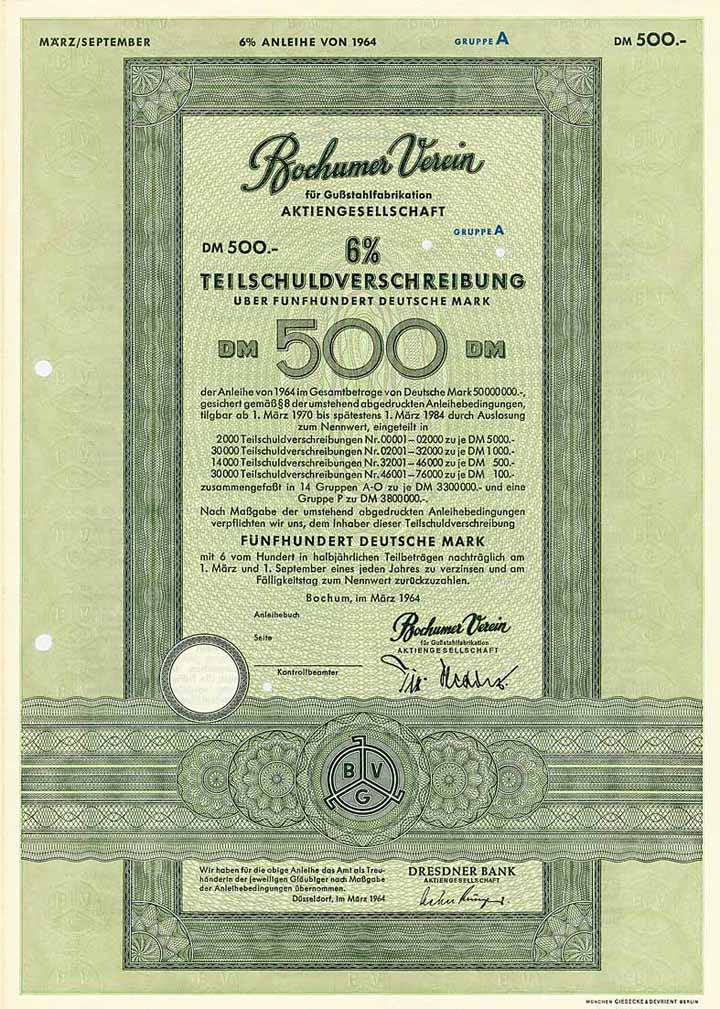 MÄRZ/SEPTEMBER 6% ANLEIHE VON 1964 GRUPPE A DM 500.-
Bochumer Verein
für Gußstahlfabrikation
AKTIENGESELLSCHAFT
GRUPPE A
DM 500.- 6%
TEILSCHULDVERSCHREIBUNG
ÜBER FÜNFHUNDERT DEUTSCHE MARK
DM 500 DM
der Anleihe von 1964 im Gesamtbetrage von Deutsche Mark 50000000.-,
gesichert gemäß § 8 der umstehend abgedruckten Anleihebedingungen,
tilgbar ab 1. März 1970 bis spätestens 1. März 1984 durch Auslosung
zum Nennwert, eingeteilt in
2000 Teilschuldverschreibungen Nr. 00001–02000 zu je DM 5000.-
30000 Teilschuldverschreibungen Nr. 02001–32000 zu je DM 1000.-
14000 Teilschuldverschreibungen Nr. 32001–46000 zu je DM 500.-
30000 Teilschuldverschreibungen Nr. 46001–76000 zu je DM 100.-
zusammengefaßt in 14 Gruppen A-O zu je DM 3300000.- und eine
Gruppe P zu DM 3800000.-.
Nach Maßgabe der umstehend abgedruckten Anleihebedingungen
verpflichten wir uns, dem Inhaber dieser Teilschuldverschreibung
FÜNFHUNDERT DEUTSCHE MARK
mit 6 vom Hundert in halbjährlichen Teilbeträgen nachträglich am
1. März und 1. September eines jeden Jahres zu verzinsen und am
Fälligkeitstag zum Nennwert zurückzuzahlen.
Bochum, im März 1964
Anleihebuch
Seite
Kontrollbeamter
Bochumer Verein
für Gußstahlfabrikation
AKTIENGESELLSCHAFT
B V
G
Wir haben für die obige Anleihe das Amt als Treu-
händerin der jeweiligen Gläubiger nach Maßgabe
der Anleihebedingungen übernommen.
Düsseldorf, im März 1964
DRESDNER BANK
AKTIENGESELLSCHAFT
MÜNCHEN GIESECKE & DEVRIENT BERLIN